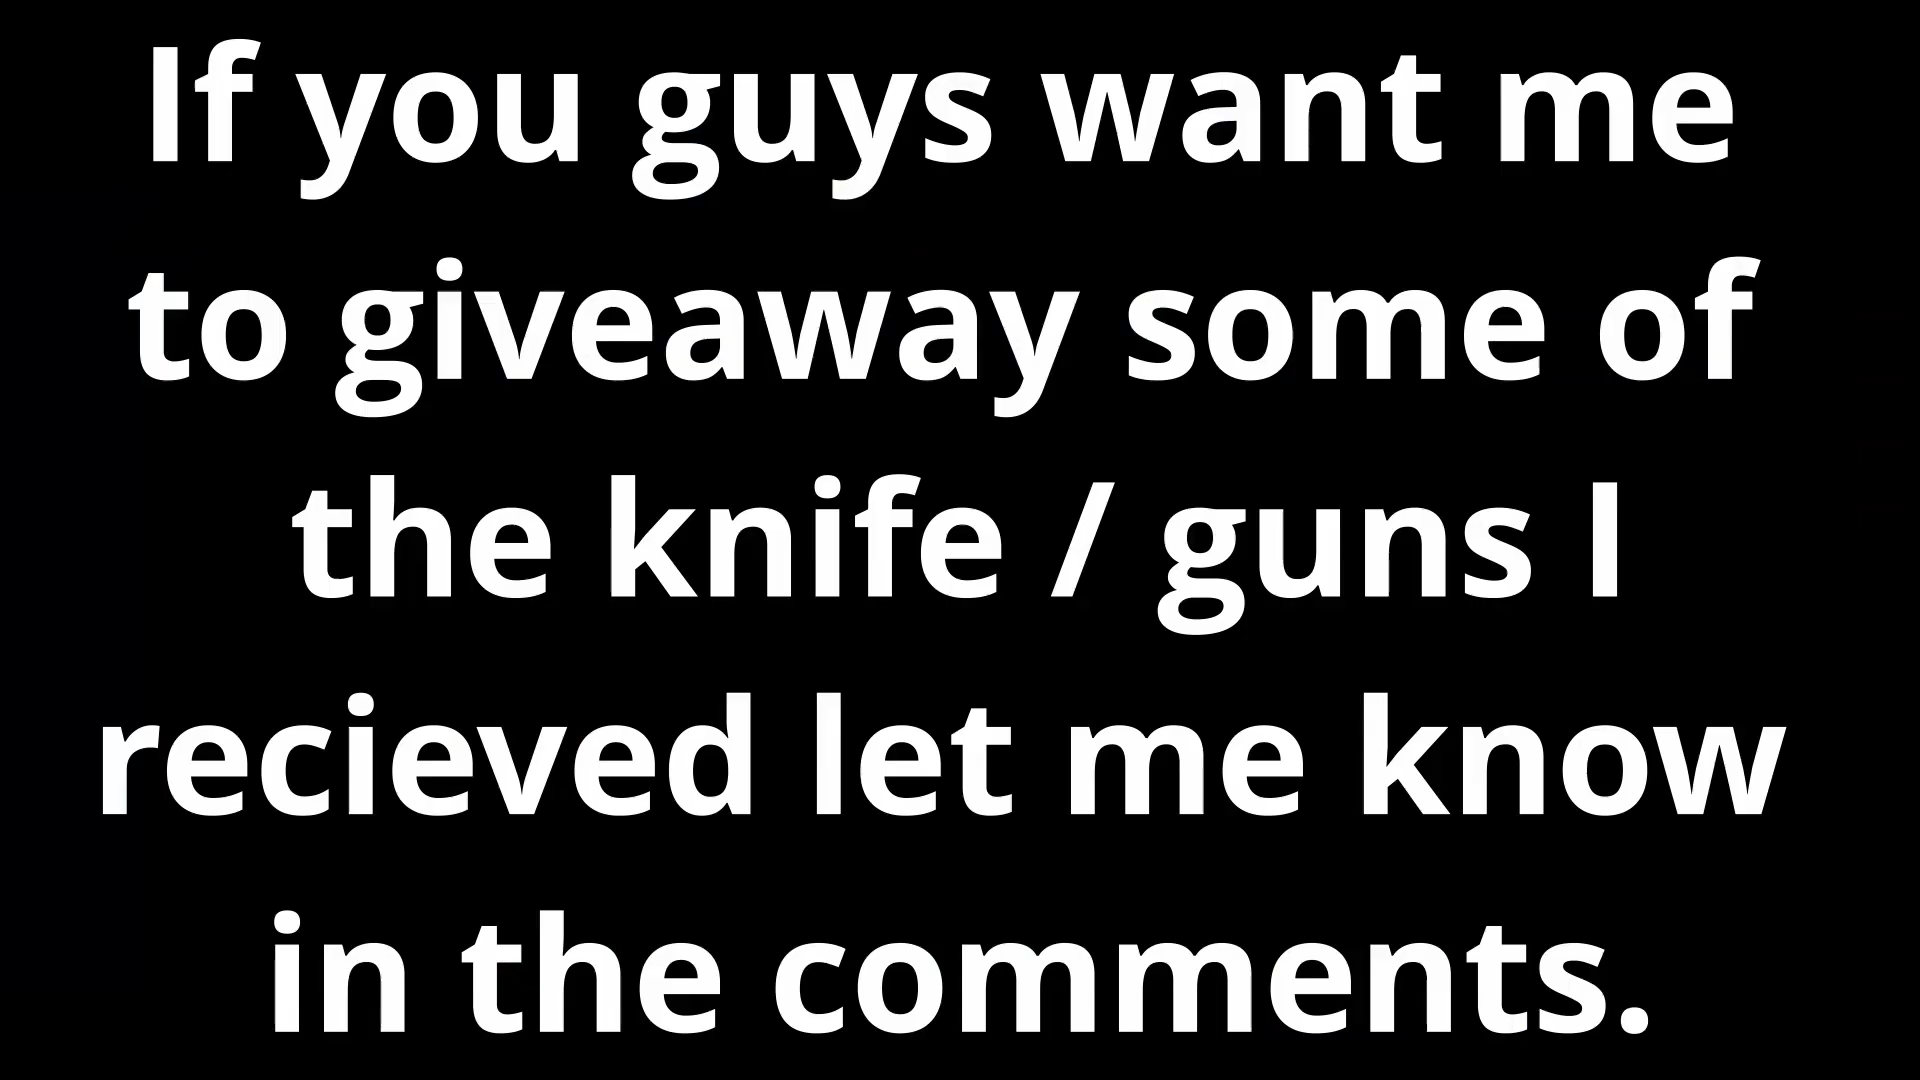 If you guys want me
to giveaway some of
the knife / guns I
recieved let me know
in the comments.